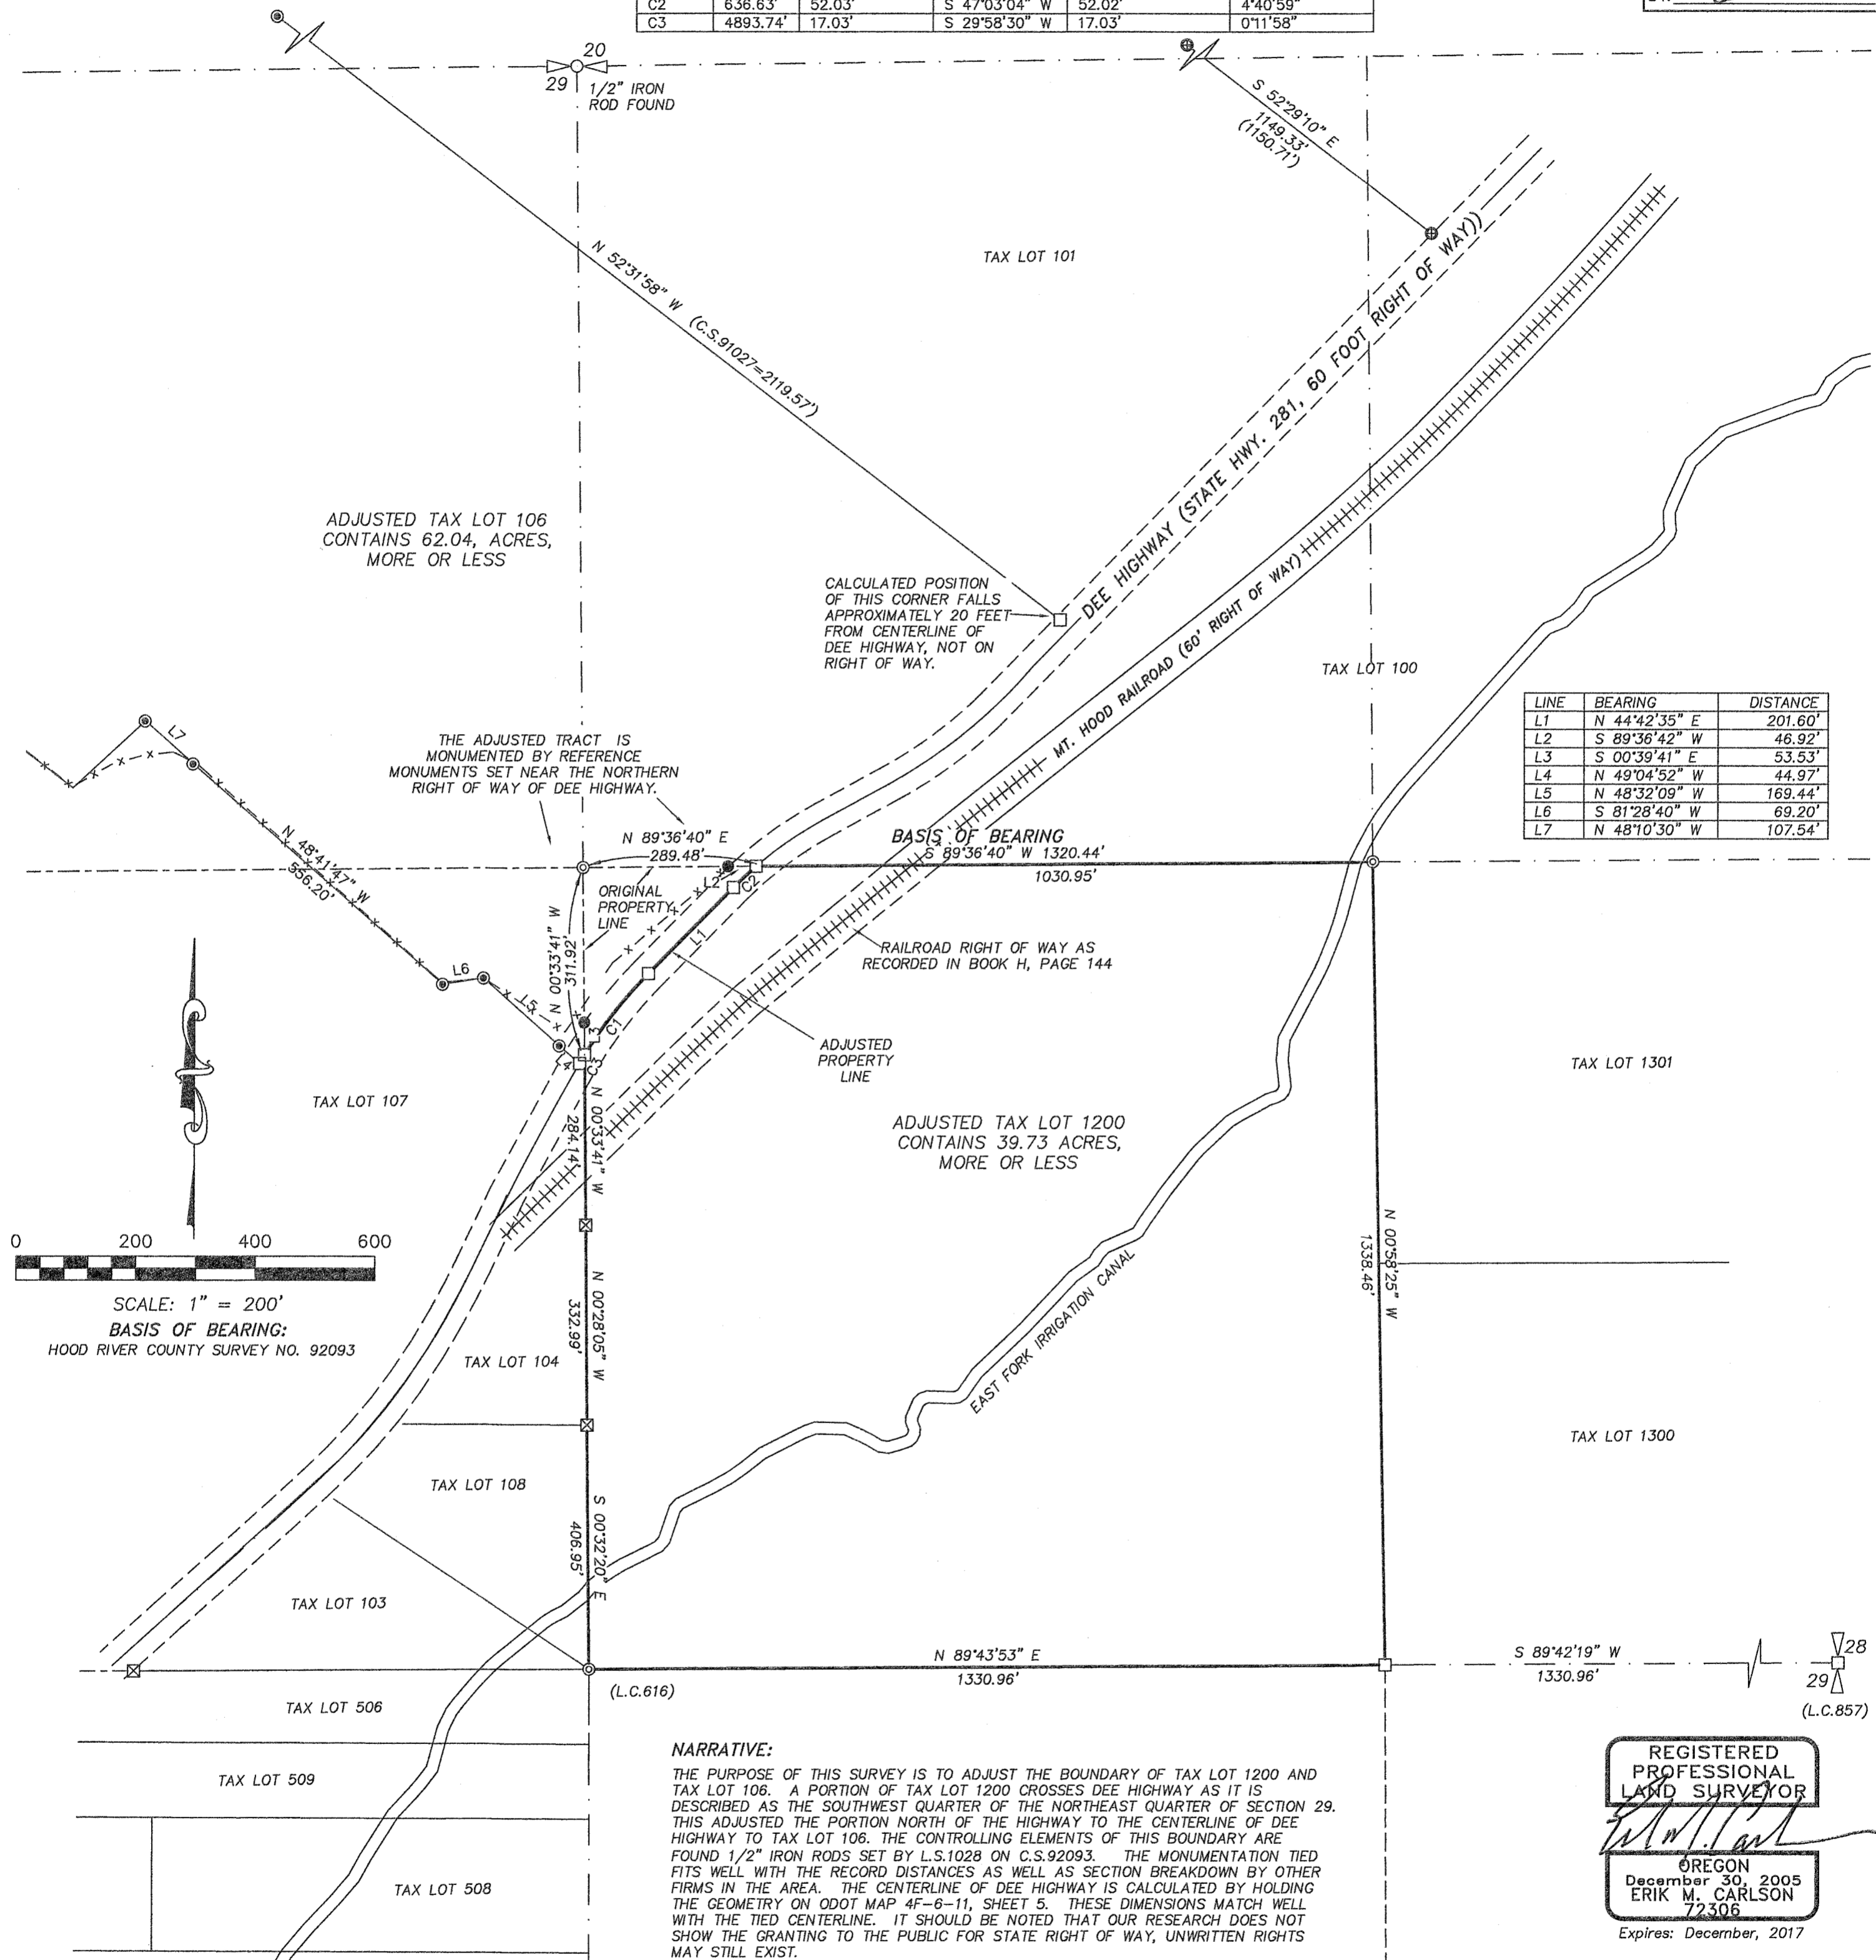 C2 636.63' 52.03' S 47°03'04" W 52.02' 4°40'59"
C3 4893.74' 17.03' S 29°58'30" W 17.03' 0°11'58"
20
29
1/2" IRON
ROD FOUND
S 52°29'10" E
1149.33'
(1150.71')
TAX LOT 101
N 52°31'58" W (C.S.91027=2119.57')
DEE HIGHWAY (STATE HWY. 281, 60 FOOT RIGHT OF WAY))
ADJUSTED TAX LOT 106
CONTAINS 62.04, ACRES,
MORE OR LESS
CALCULATED POSITION
OF THIS CORNER FALLS
APPROXIMATELY 20 FEET
FROM CENTERLINE OF
DEE HIGHWAY, NOT ON
RIGHT OF WAY.
MT. HOOD RAILROAD (60' RIGHT OF WAY)
TAX LOT 100
LINE BEARING DISTANCE
L1 N 44°42'35" E 201.60'
L2 S 89°36'42" W 46.92'
L3 S 00°39'41" E 53.53'
L4 N 49°04'52" W 44.97'
L5 N 48°32'09" W 169.44'
L6 S 81°28'40" W 69.20'
L7 N 48°10'30" W 107.54'
L7
THE ADJUSTED TRACT IS
MONUMENTED BY REFERENCE
MONUMENTS SET NEAR THE NORTHERN
RIGHT OF WAY OF DEE HIGHWAY.
N 89°36'40" E
289.48'
BASIS OF BEARING
S 89°36'40" W 1320.44'
1030.95'
N 48°41'47" W
556.20'
L2
C2
ORIGINAL
PROPERTY
LINE
N 00°33'41" W
311.92'
L1
RAILROAD RIGHT OF WAY AS
RECORDED IN BOOK H, PAGE 144
L6
L5
C1
C3
ADJUSTED
PROPERTY
LINE
TAX LOT 1301
TAX LOT 107
N 00°33'41" W
284.14'
ADJUSTED TAX LOT 1200
CONTAINS 39.73 ACRES,
MORE OR LESS
N 00°58'25" W
1338.46'
0 200 400 600
SCALE: 1" = 200'
BASIS OF BEARING:
HOOD RIVER COUNTY SURVEY NO. 92093
N 00°28'05" W
332.99'
EAST FORK IRRIGATION CANAL
TAX LOT 104
TAX LOT 1300
TAX LOT 108
S 00°32'20" E
406.95'
TAX LOT 103
N 89°43'53" E
1330.96'
S 89°42'19" W
1330.96'
28
29
(L.C.857)
(L.C.616)
TAX LOT 506
TAX LOT 509
TAX LOT 508
NARRATIVE:
THE PURPOSE OF THIS SURVEY IS TO ADJUST THE BOUNDARY OF TAX LOT 1200 AND
TAX LOT 106. A PORTION OF TAX LOT 1200 CROSSES DEE HIGHWAY AS IT IS
DESCRIBED AS THE SOUTHWEST QUARTER OF THE NORTHEAST QUARTER OF SECTION 29.
THIS ADJUSTED THE PORTION NORTH OF THE HIGHWAY TO THE CENTERLINE OF DEE
HIGHWAY TO TAX LOT 106. THE CONTROLLING ELEMENTS OF THIS BOUNDARY ARE
FOUND 1/2" IRON RODS SET BY L.S.1028 ON C.S.92093. THE MONUMENTATION TIED
FITS WELL WITH THE RECORD DISTANCES AS WELL AS SECTION BREAKDOWN BY OTHER
FIRMS IN THE AREA. THE CENTERLINE OF DEE HIGHWAY IS CALCULATED BY HOLDING
THE GEOMETRY ON ODOT MAP 4F-6-11, SHEET 5. THESE DIMENSIONS MATCH WELL
WITH THE TIED CENTERLINE. IT SHOULD BE NOTED THAT OUR RESEARCH DOES NOT
SHOW THE GRANTING TO THE PUBLIC FOR STATE RIGHT OF WAY, UNWRITTEN RIGHTS
MAY STILL EXIST.
REGISTERED
PROFESSIONAL
LAND SURVEYOR
OREGON
December 30, 2005
ERIK M. CARLSON
72306
Expires: December, 2017